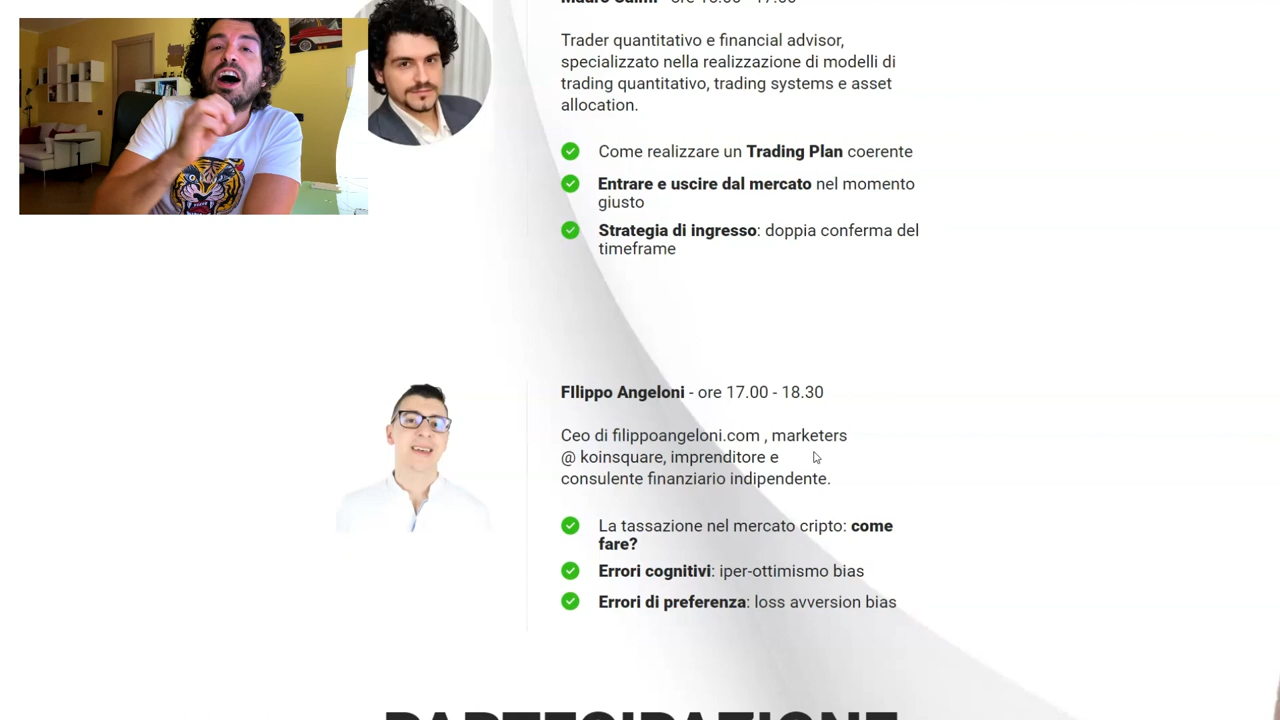 Trader quantitativo e financial advisor,
specializzato nella realizzazione di modelli di
trading quantitativo, trading systems e asset
allocation.
Come realizzare un Trading Plan coerente
Entrare e uscire dal mercato nel momento
giusto
Strategia di ingresso: doppia conferma del
timeframe
FIlippo Angeloni - ore 17.00 - 18.30
Ceo di filippoangeloni.com , marketers
@ koinsquare, imprenditore e
consulente finanziario indipendente.
La tassazione nel mercato cripto: come
fare?
Errori cognitivi: iper-ottimismo bias
Errori di preferenza: loss avversion bias
PARTECIPAZIONE